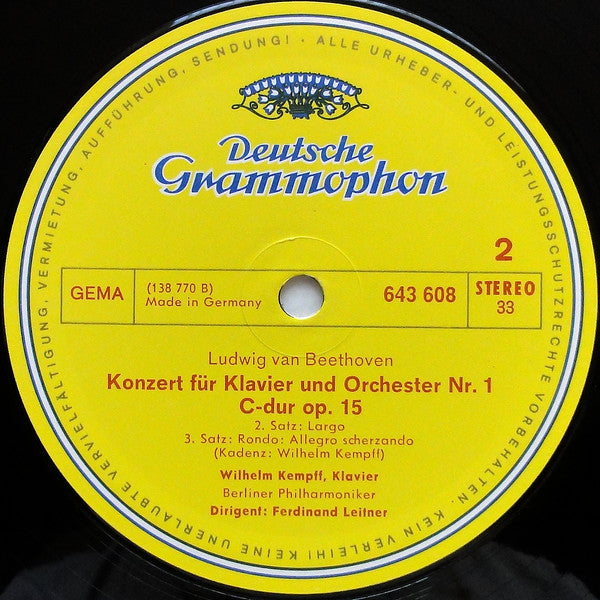 ALLE URHEBER- UND LEISTUNGSSCHUTZRECHTE VORBEHALTEN. KEIN VERLEIH! KEINE UNERLAUBTE VERVIELFÄLTIGUNG, VERMIETUNG, AUFFÜHRUNG, SENDUNG! ·
Deutsche
Grammophon
2
GEMA
(138 770 B)
Made in Germany
643 608
STEREO
33
Ludwig van Beethoven
Konzert für Klavier und Orchester Nr. 1
C-dur op. 15
2. Satz: Largo
3. Satz: Rondo: Allegro scherzando
(Kadenz: Wilhelm Kempff)
Wilhelm Kempff, Klavier
Berliner Philharmoniker
Dirigent: Ferdinand Leitner